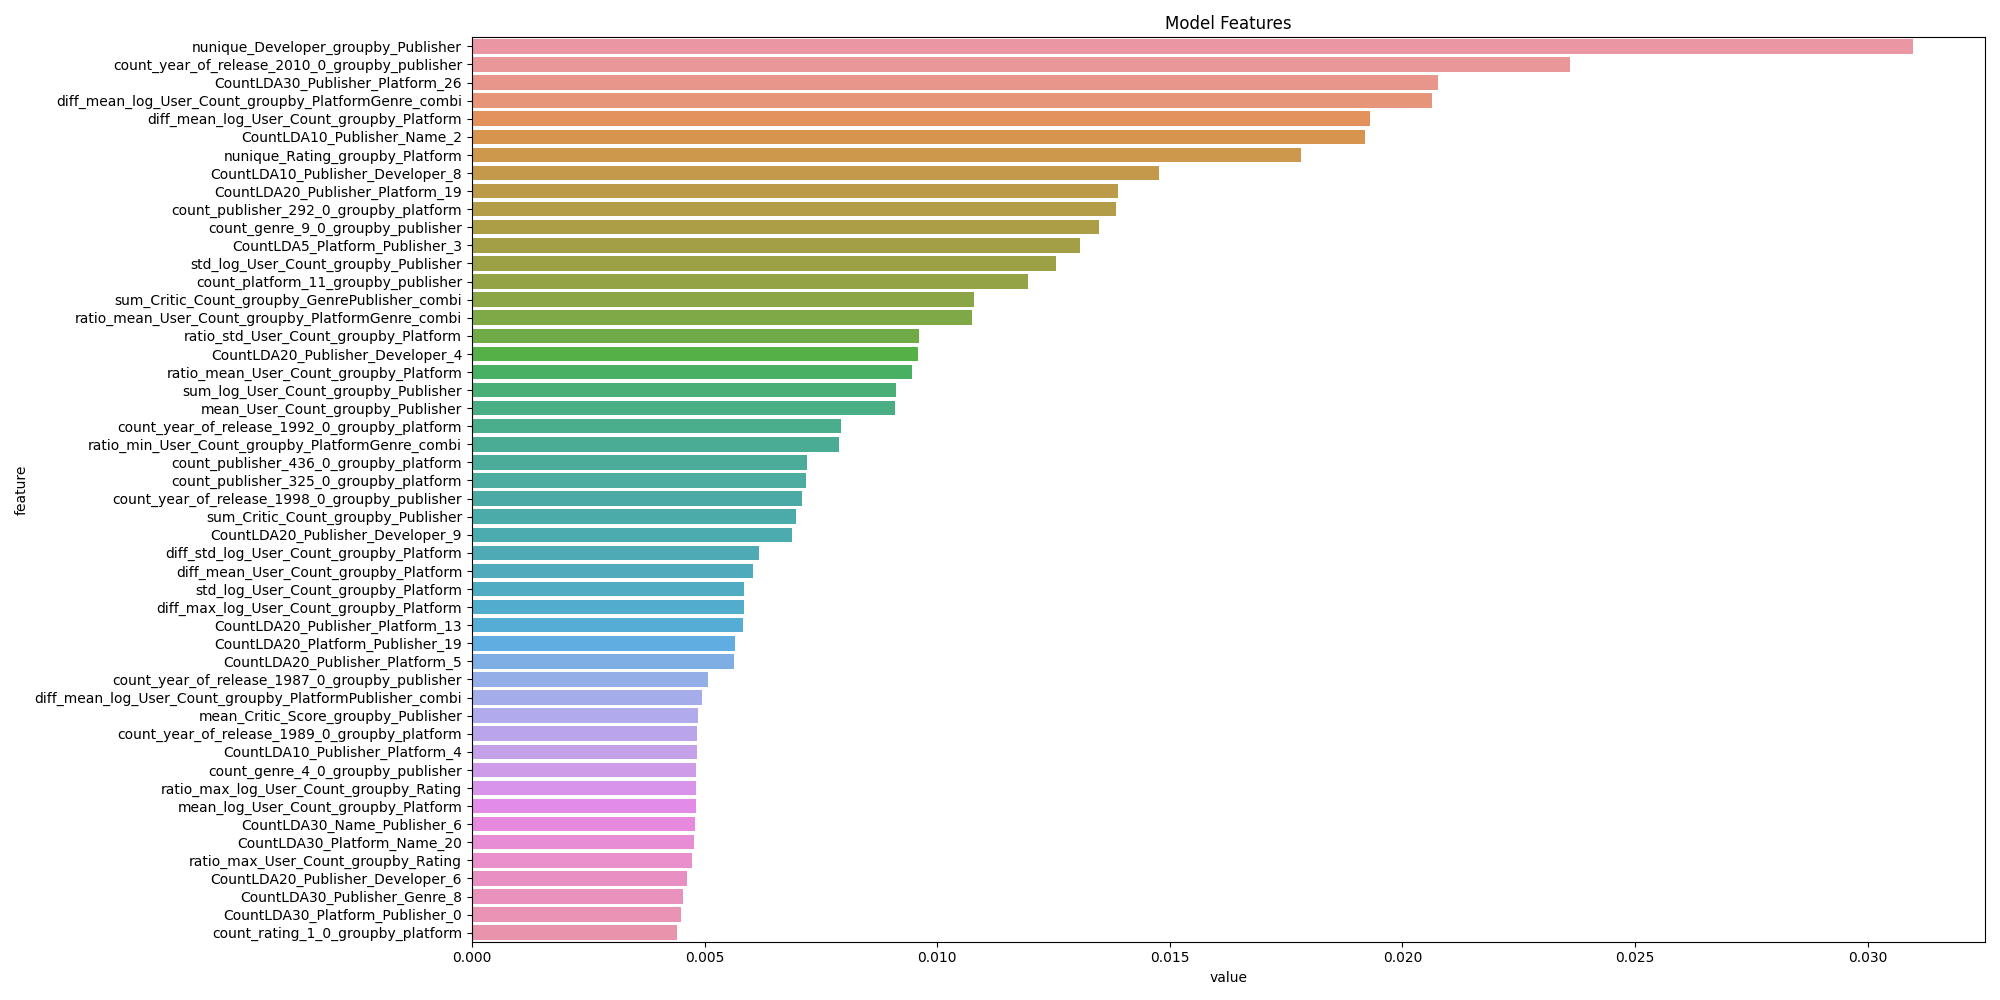 Model Features
nunique_Developer_groupby_Publisher
count_year_of_release_2010_0_groupby_publisher
CountLDA30_Publisher_Platform_26
diff_mean_log_User_Count_groupby_PlatformGenre_combi
diff_mean_log_User_Count_groupby_Platform
CountLDA10_Publisher_Name_2
nunique_Rating_groupby_Platform
CountLDA10_Publisher_Developer_8
CountLDA20_Publisher_Platform_19
count_publisher_292_0_groupby_platform
count_genre_9_0_groupby_publisher
CountLDA5_Platform_Publisher_3
std_log_User_Count_groupby_Publisher
count_platform_11_groupby_publisher
sum_Critic_Count_groupby_GenrePublisher_combi
ratio_mean_User_Count_groupby_PlatformGenre_combi
ratio_std_User_Count_groupby_Platform
CountLDA20_Publisher_Developer_4
ratio_mean_User_Count_groupby_Platform
sum_log_User_Count_groupby_Publisher
mean_User_Count_groupby_Publisher
count_year_of_release_1992_0_groupby_platform
ratio_min_User_Count_groupby_PlatformGenre_combi
count_publisher_436_0_groupby_platform
count_publisher_325_0_groupby_platform
count_year_of_release_1998_0_groupby_publisher
sum_Critic_Count_groupby_Publisher
CountLDA20_Publisher_Developer_9
diff_std_log_User_Count_groupby_Platform
diff_mean_User_Count_groupby_Platform
std_log_User_Count_groupby_Platform
diff_max_log_User_Count_groupby_Platform
CountLDA20_Publisher_Platform_13
CountLDA20_Platform_Publisher_19
CountLDA20_Publisher_Platform_5
count_year_of_release_1987_0_groupby_publisher
diff_mean_log_User_Count_groupby_PlatformPublisher_combi
mean_Critic_Score_groupby_Publisher
count_year_of_release_1989_0_groupby_platform
CountLDA10_Publisher_Platform_4
count_genre_4_0_groupby_publisher
ratio_max_log_User_Count_groupby_Rating
mean_log_User_Count_groupby_Platform
CountLDA30_Name_Publisher_6
CountLDA30_Platform_Name_20
ratio_max_User_Count_groupby_Rating
CountLDA20_Publisher_Developer_6
CountLDA30_Publisher_Genre_8
CountLDA30_Platform_Publisher_0
count_rating_1_0_groupby_platform
feature
0.000 0.005 0.010 0.015 0.020 0.025 0.030
value